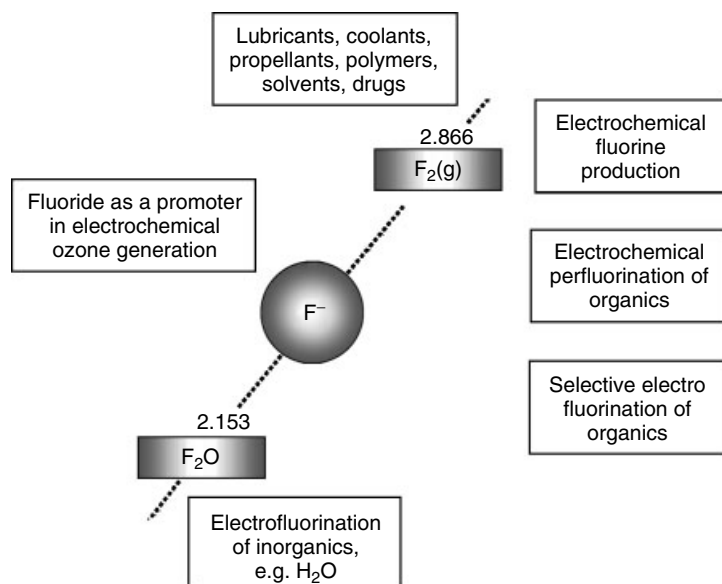 Lubricants, coolants,
propellants, polymers,
solvents, drugs
2.866
F₂(g)
Electrochemical
fluorine
production
Fluoride as a promoter
in electrochemical
ozone generation
Electrochemical
perfluorination of
organics
F⁻
Selective electro
fluorination of
organics
2.153
F₂O
Electrofluorination
of inorganics,
e.g. H₂O